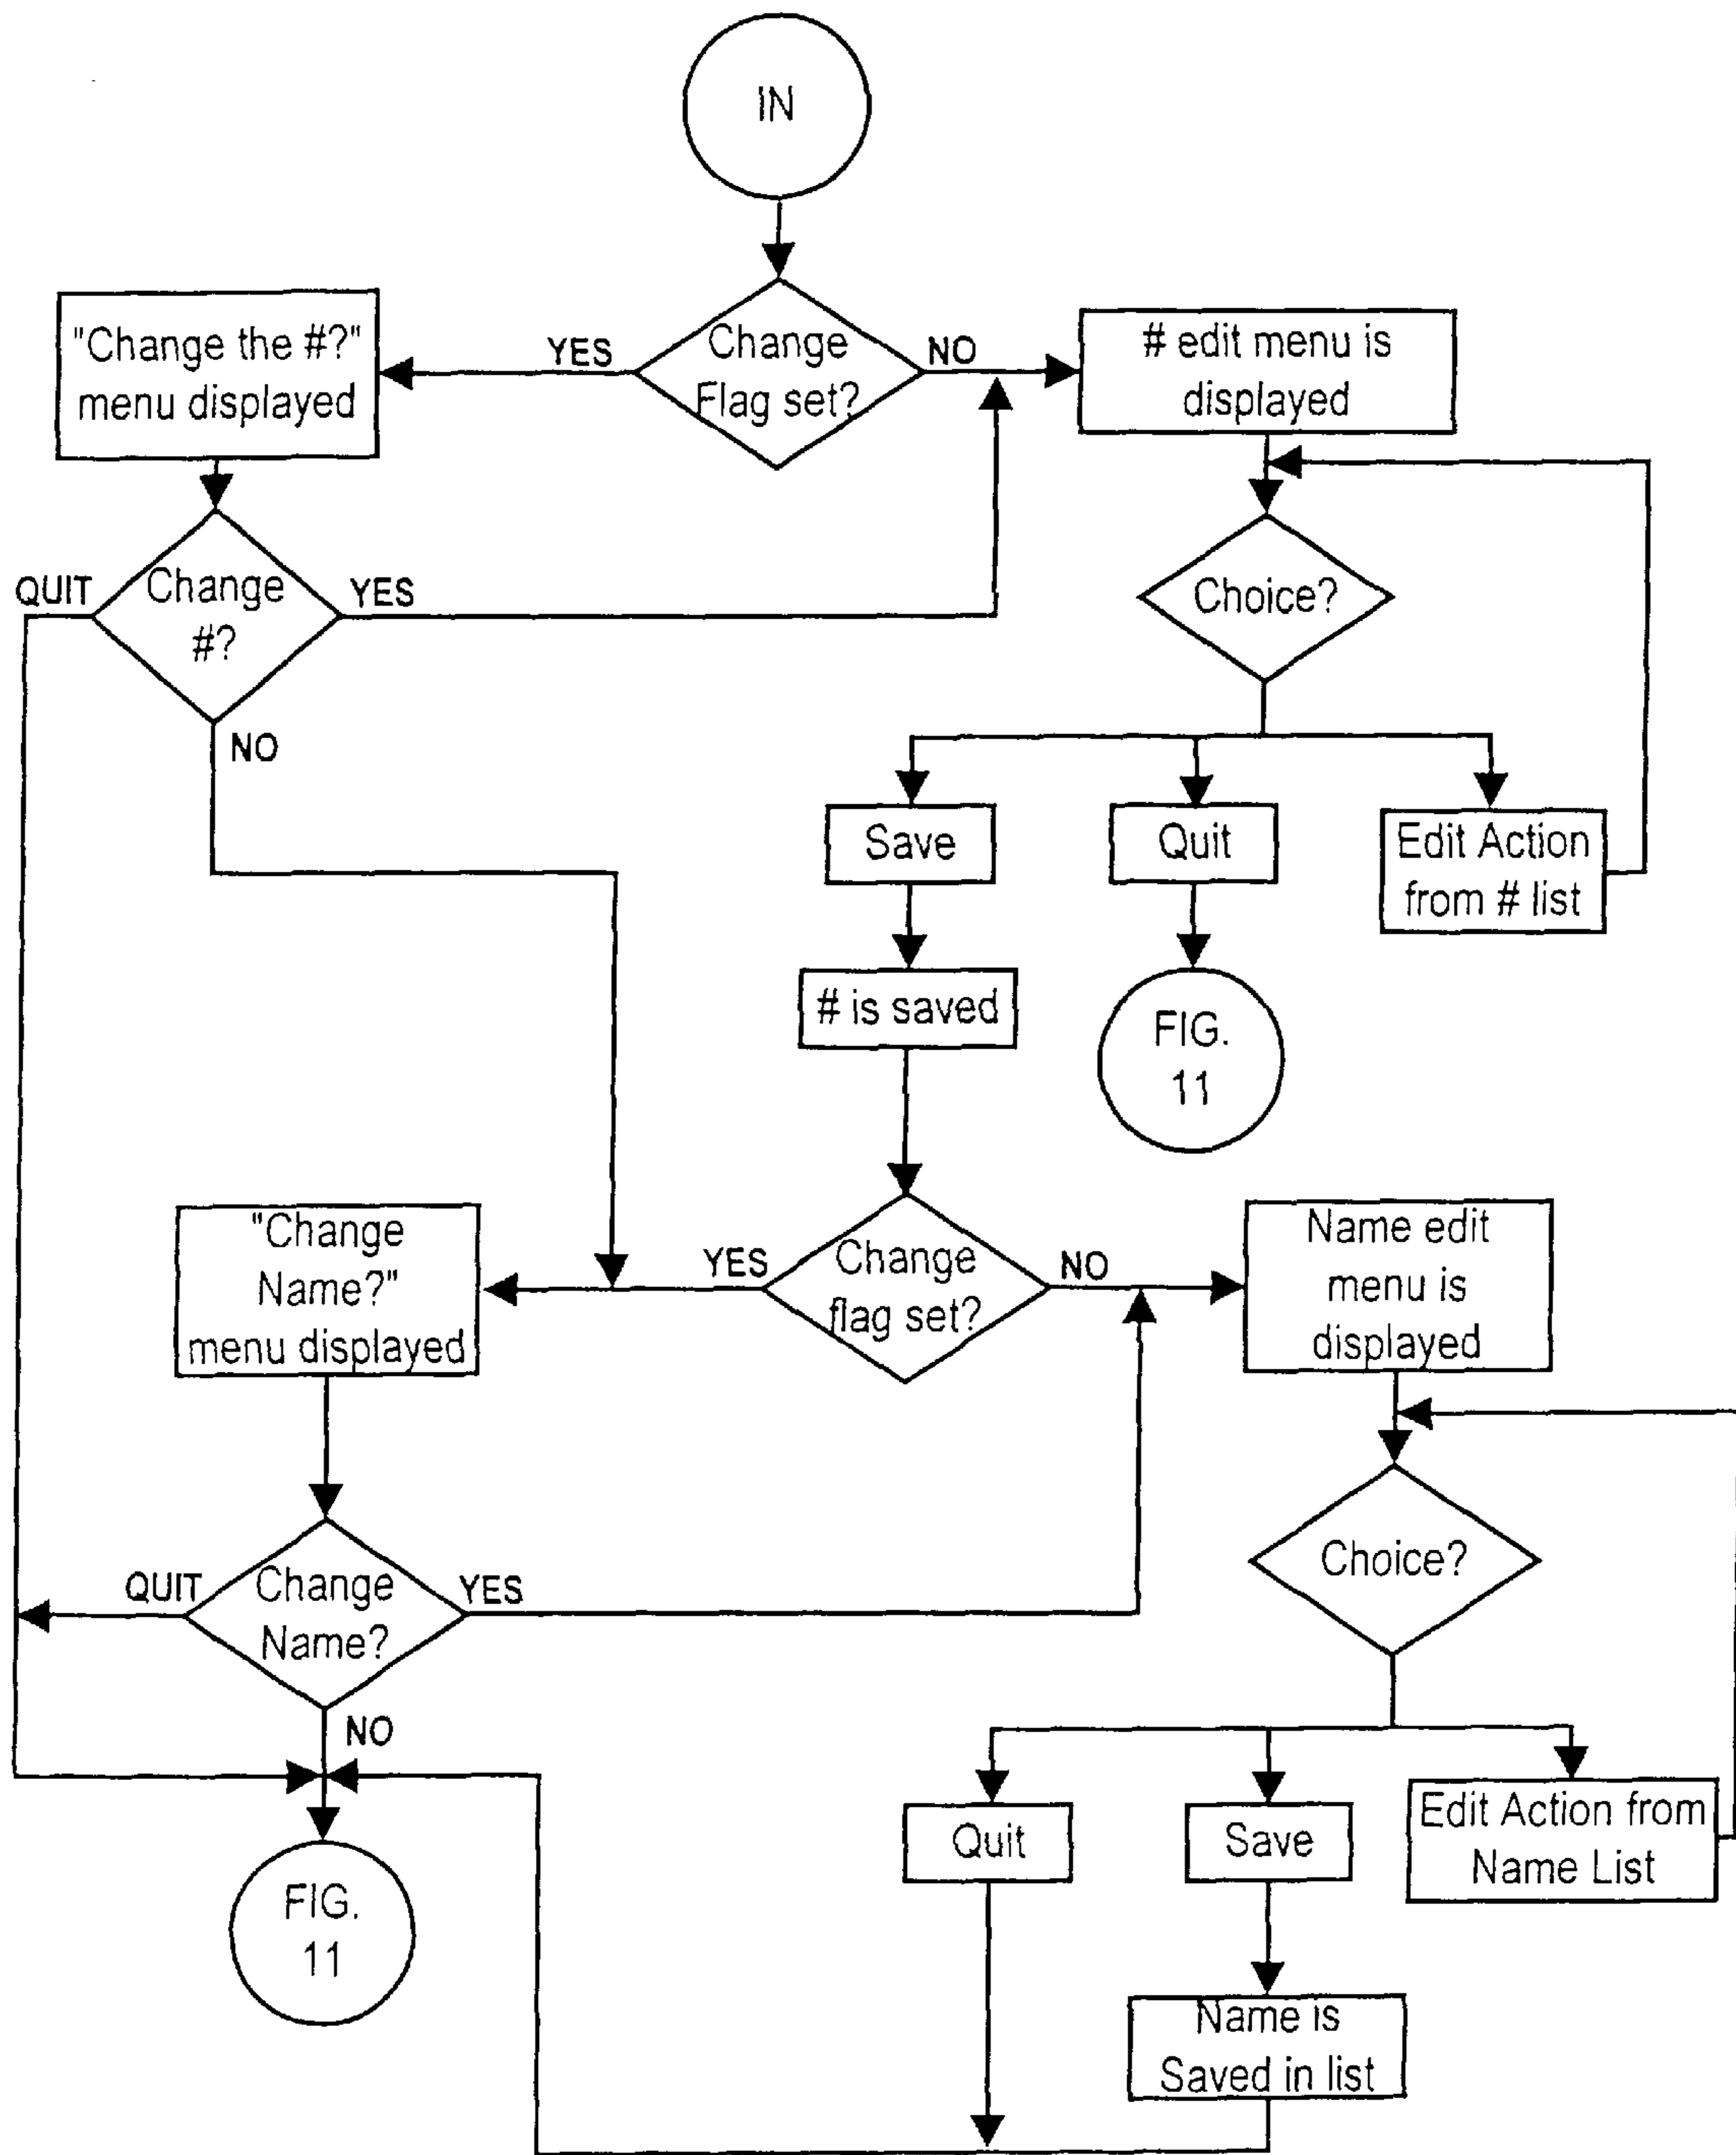 IN
"Change the #?"
menu displayed
YES
Change
Flag set?
NO
# edit menu is
displayed
QUIT
Change
#?
YES
NO
Choice?
Save
Quit
Edit Action
from # list
# is saved
FIG.
11
"Change
Name?"
menu displayed
YES
Change
flag set?
NO
Name edit
menu is
displayed
QUIT
Change
Name?
YES
NO
Choice?
Quit
Save
Edit Action from
Name List
FIG.
11
Name is
Saved in list